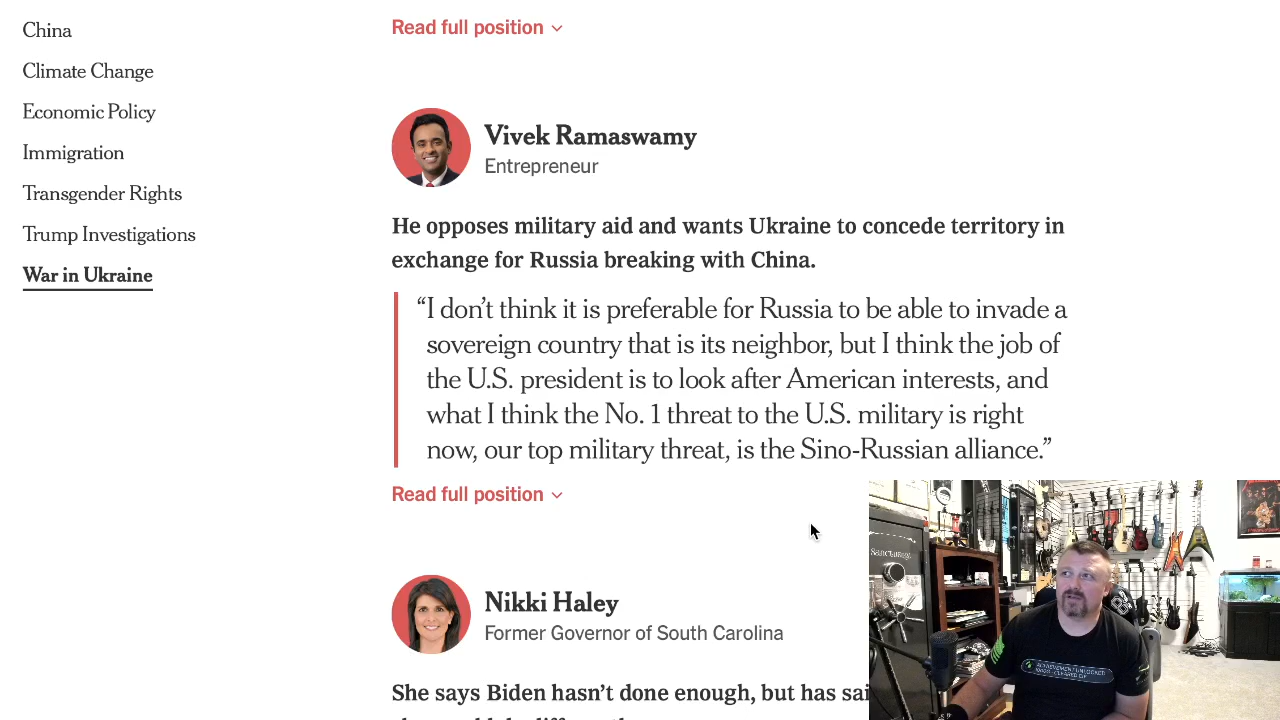 China
Climate Change
Economic Policy
Immigration
Transgender Rights
Trump Investigations
War in Ukraine
Read full position
Vivek Ramaswamy
Entrepreneur
He opposes military aid and wants Ukraine to concede territory in
exchange for Russia breaking with China.
“I don’t think it is preferable for Russia to be able to invade a
sovereign country that is its neighbor, but I think the job of
the U.S. president is to look after American interests, and
what I think the No. 1 threat to the U.S. military is right
now, our top military threat, is the Sino-Russian alliance.”
Read full position
Nikki Haley
Former Governor of South Carolina
She says Biden hasn’t done enough, but has sai
Sanctuary
ACHIEVEMENT UNLOCKED